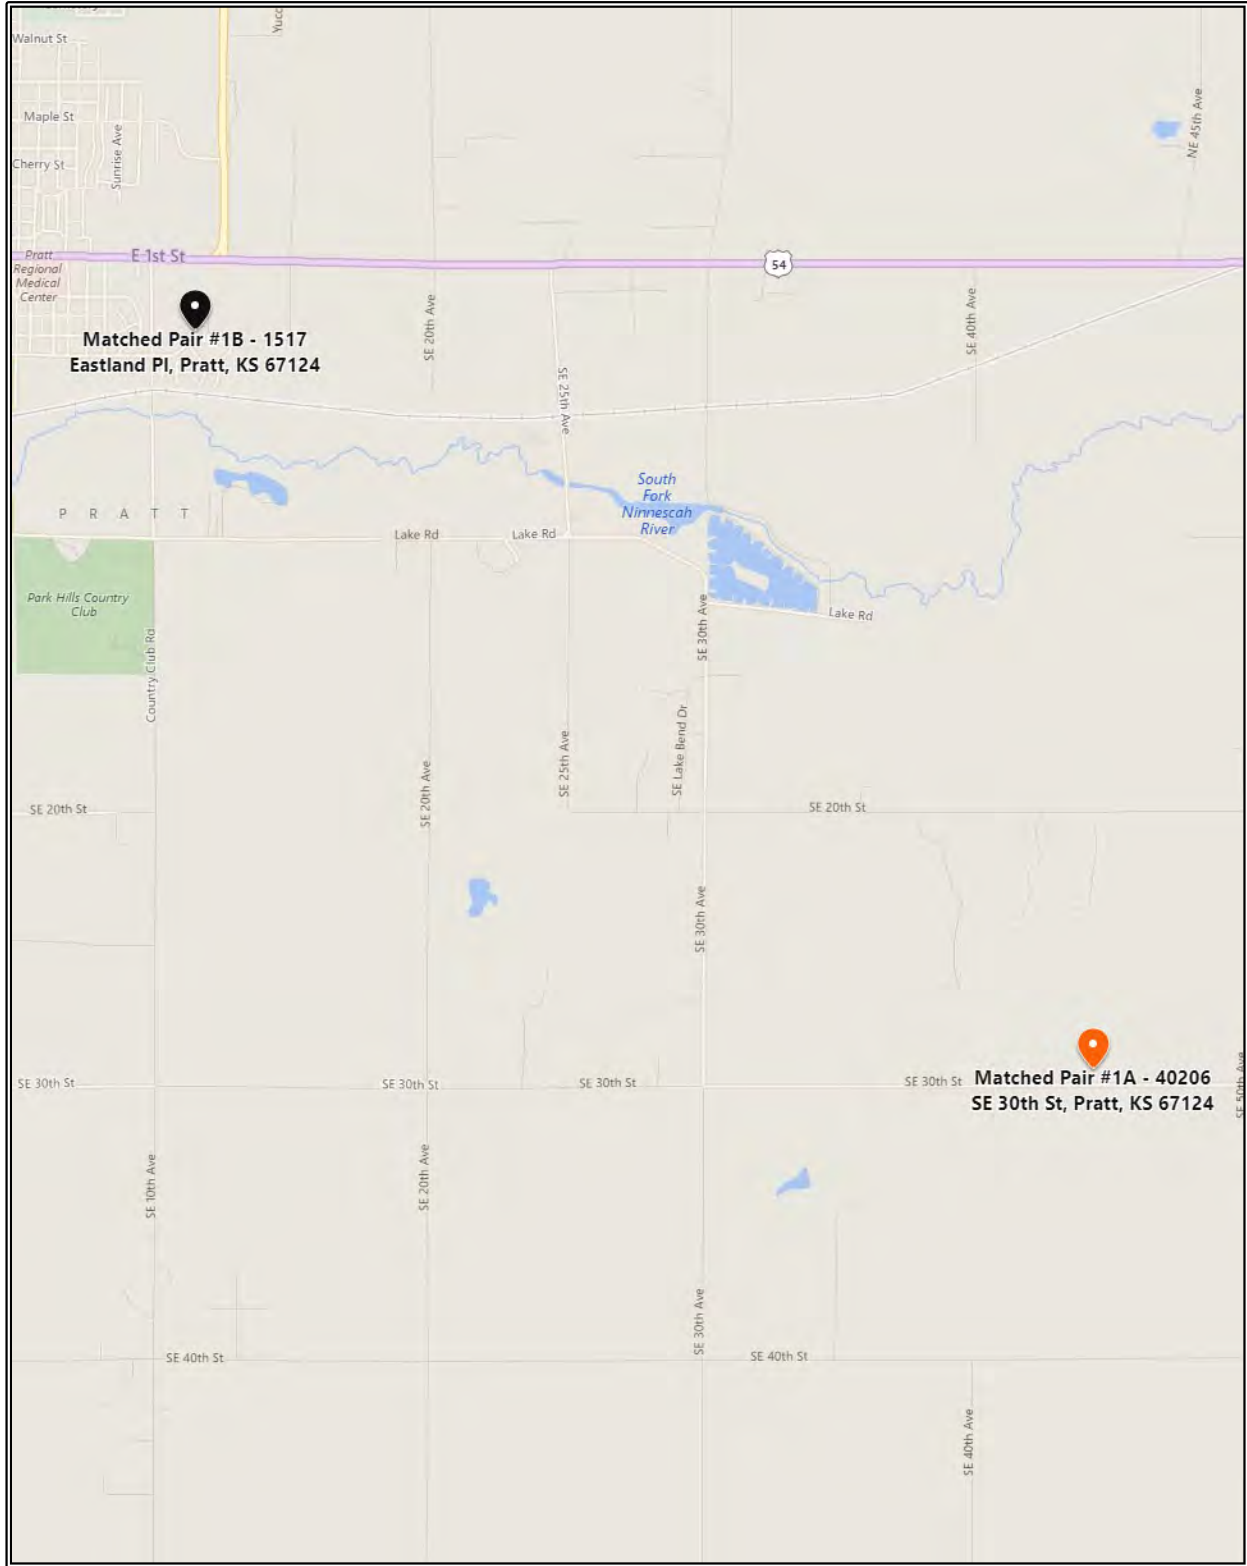 Walnut St
Yucc
Maple St
Sunrise Ave
NE 45th Ave
Cherry St
Pratt
Regional
Medical
Center
E 1st St
54
Matched Pair #1B - 1517
Eastland Pl, Pratt, KS 67124
SE 20th Ave
SE 40th Ave
SE 25th Ave
South
Fork
Ninnescah
River
PRATT
Lake Rd
Lake Rd
Park Hills Country
Club
Lake Rd
SE 30th Ave
Country Club Rd
SE Lake Bend Dr
SE 25th Ave
SE 20th Ave
SE 20th St
SE 20th St
SE 30th Ave
SE 30th St
SE 30th St
SE 30th St
SE 30th St
Matched Pair #1A - 40206
SE 30th St, Pratt, KS 67124
SE 50th Ave
SE 10th Ave
SE 20th Ave
SE 30th Ave
SE 40th St
SE 40th St
SE 40th Ave